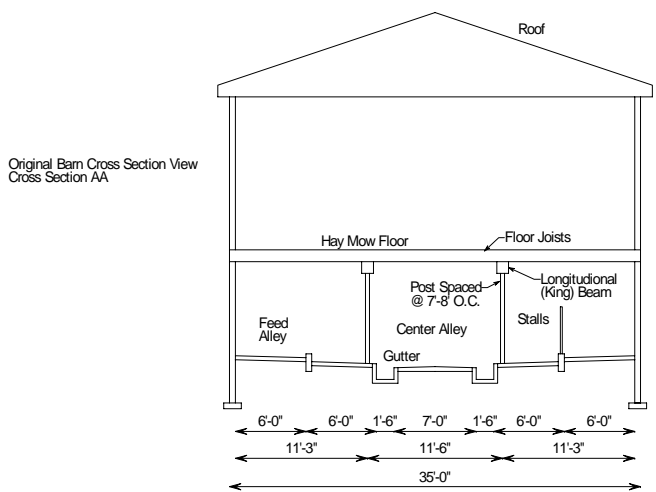 Roof
Original Barn Cross Section View
Cross Section AA
Hay Mow Floor
Floor Joists
Longitudional
(King) Beam
Post Spaced
@ 7'-8' O.C.
Feed
Alley
Center Alley
Stalls
Gutter
6'-0" 6'-0" 1'-6" 7'-0" 1'-6" 6'-0" 6'-0"
11'-3" 11'-6" 11'-3"
35'-0"